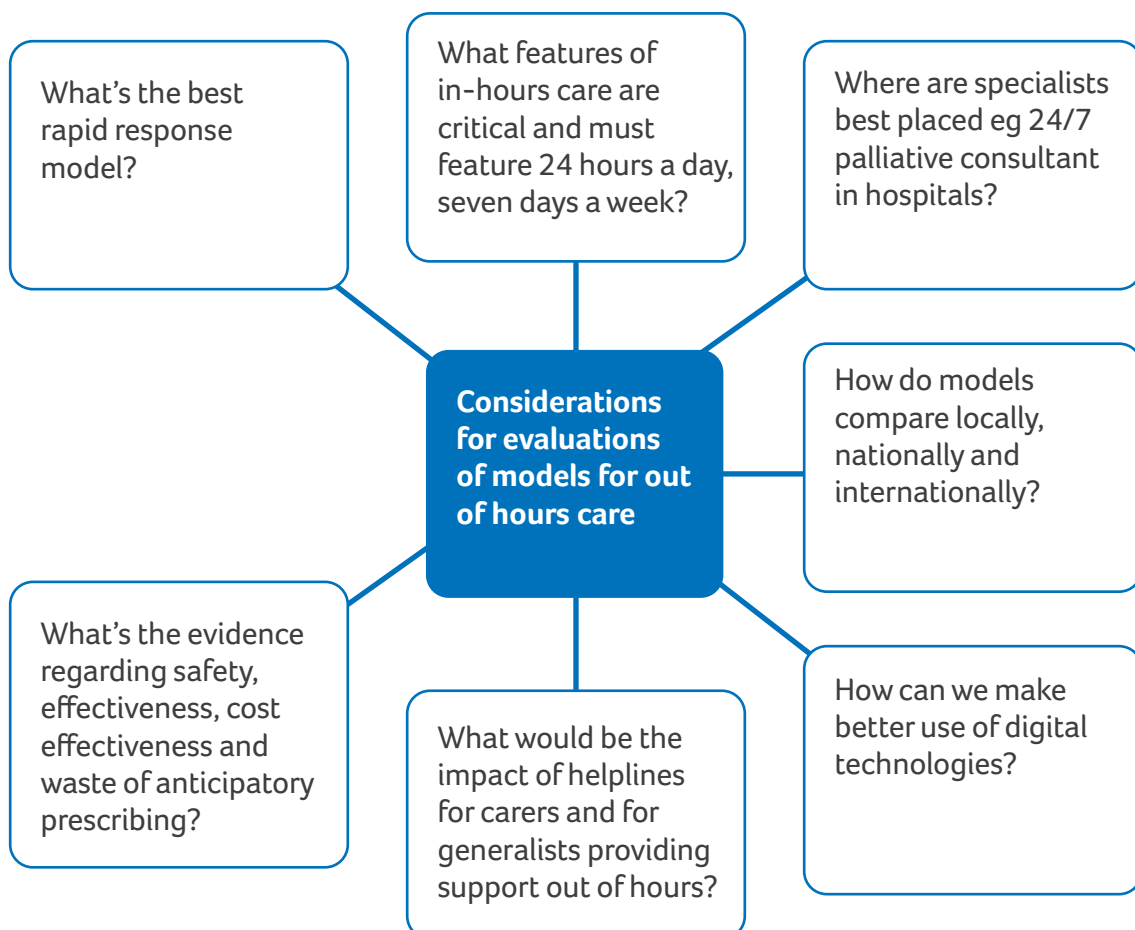 What’s the best
rapid response
model?
What features of
in-hours care are
critical and must
feature 24 hours a day,
seven days a week?
Where are specialists
best placed eg 24/7
palliative consultant
in hospitals?
Considerations
for evaluations
of models for out
of hours care
How do models
compare locally,
nationally and
internationally?
What’s the evidence
regarding safety,
effectiveness, cost
effectiveness and
waste of anticipatory
prescribing?
What would be the
impact of helplines
for carers and for
generalists providing
support out of hours?
How can we make
better use of digital
technologies?